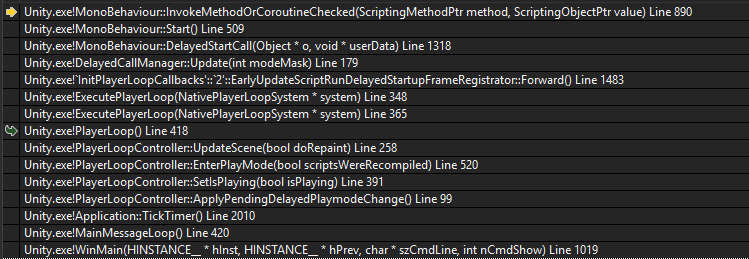 Unity.exe!MonoBehaviour::InvokeMethodOrCoroutineChecked(ScriptingMethodPtr method, ScriptingObjectPtr value) Line 890
Unity.exe!MonoBehaviour::Start() Line 509
Unity.exe!MonoBehaviour::DelayedStartCall(Object * o, void * userData) Line 1318
Unity.exe!DelayedCallManager::Update(int modeMask) Line 179
Unity.exe!`InitPlayerLoopCallbacks'::`2'::EarlyUpdateScriptRunDelayedStartupFrameRegistrator::Forward() Line 1483
Unity.exe!ExecutePlayerLoop(NativePlayerLoopSystem * system) Line 348
Unity.exe!ExecutePlayerLoop(NativePlayerLoopSystem * system) Line 365
Unity.exe!PlayerLoop() Line 418
Unity.exe!PlayerLoopController::UpdateScene(bool doRepaint) Line 258
Unity.exe!PlayerLoopController::EnterPlayMode(bool scriptsWereRecompiled) Line 520
Unity.exe!PlayerLoopController::SetIsPlaying(bool isPlaying) Line 391
Unity.exe!PlayerLoopController::ApplyPendingDelayedPlaymodeChange() Line 99
Unity.exe!Application::TickTimer() Line 2010
Unity.exe!MainMessageLoop() Line 420
Unity.exe!WinMain(HINSTANCE__ * hInst, HINSTANCE__ * hPrev, char * szCmdLine, int nCmdShow) Line 1019